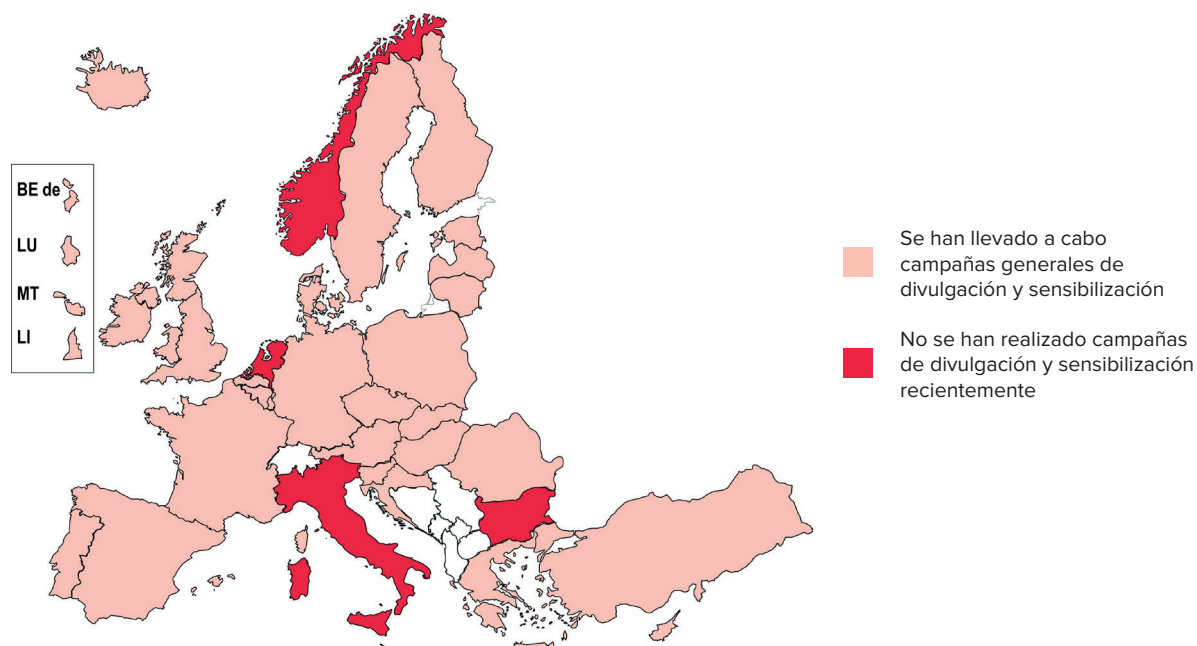 BE de
LU
MT
LI
Se han llevado a cabo
campañas generales de
divulgación y sensibilización
No se han realizado campañas
de divulgación y sensibilización
recientemente